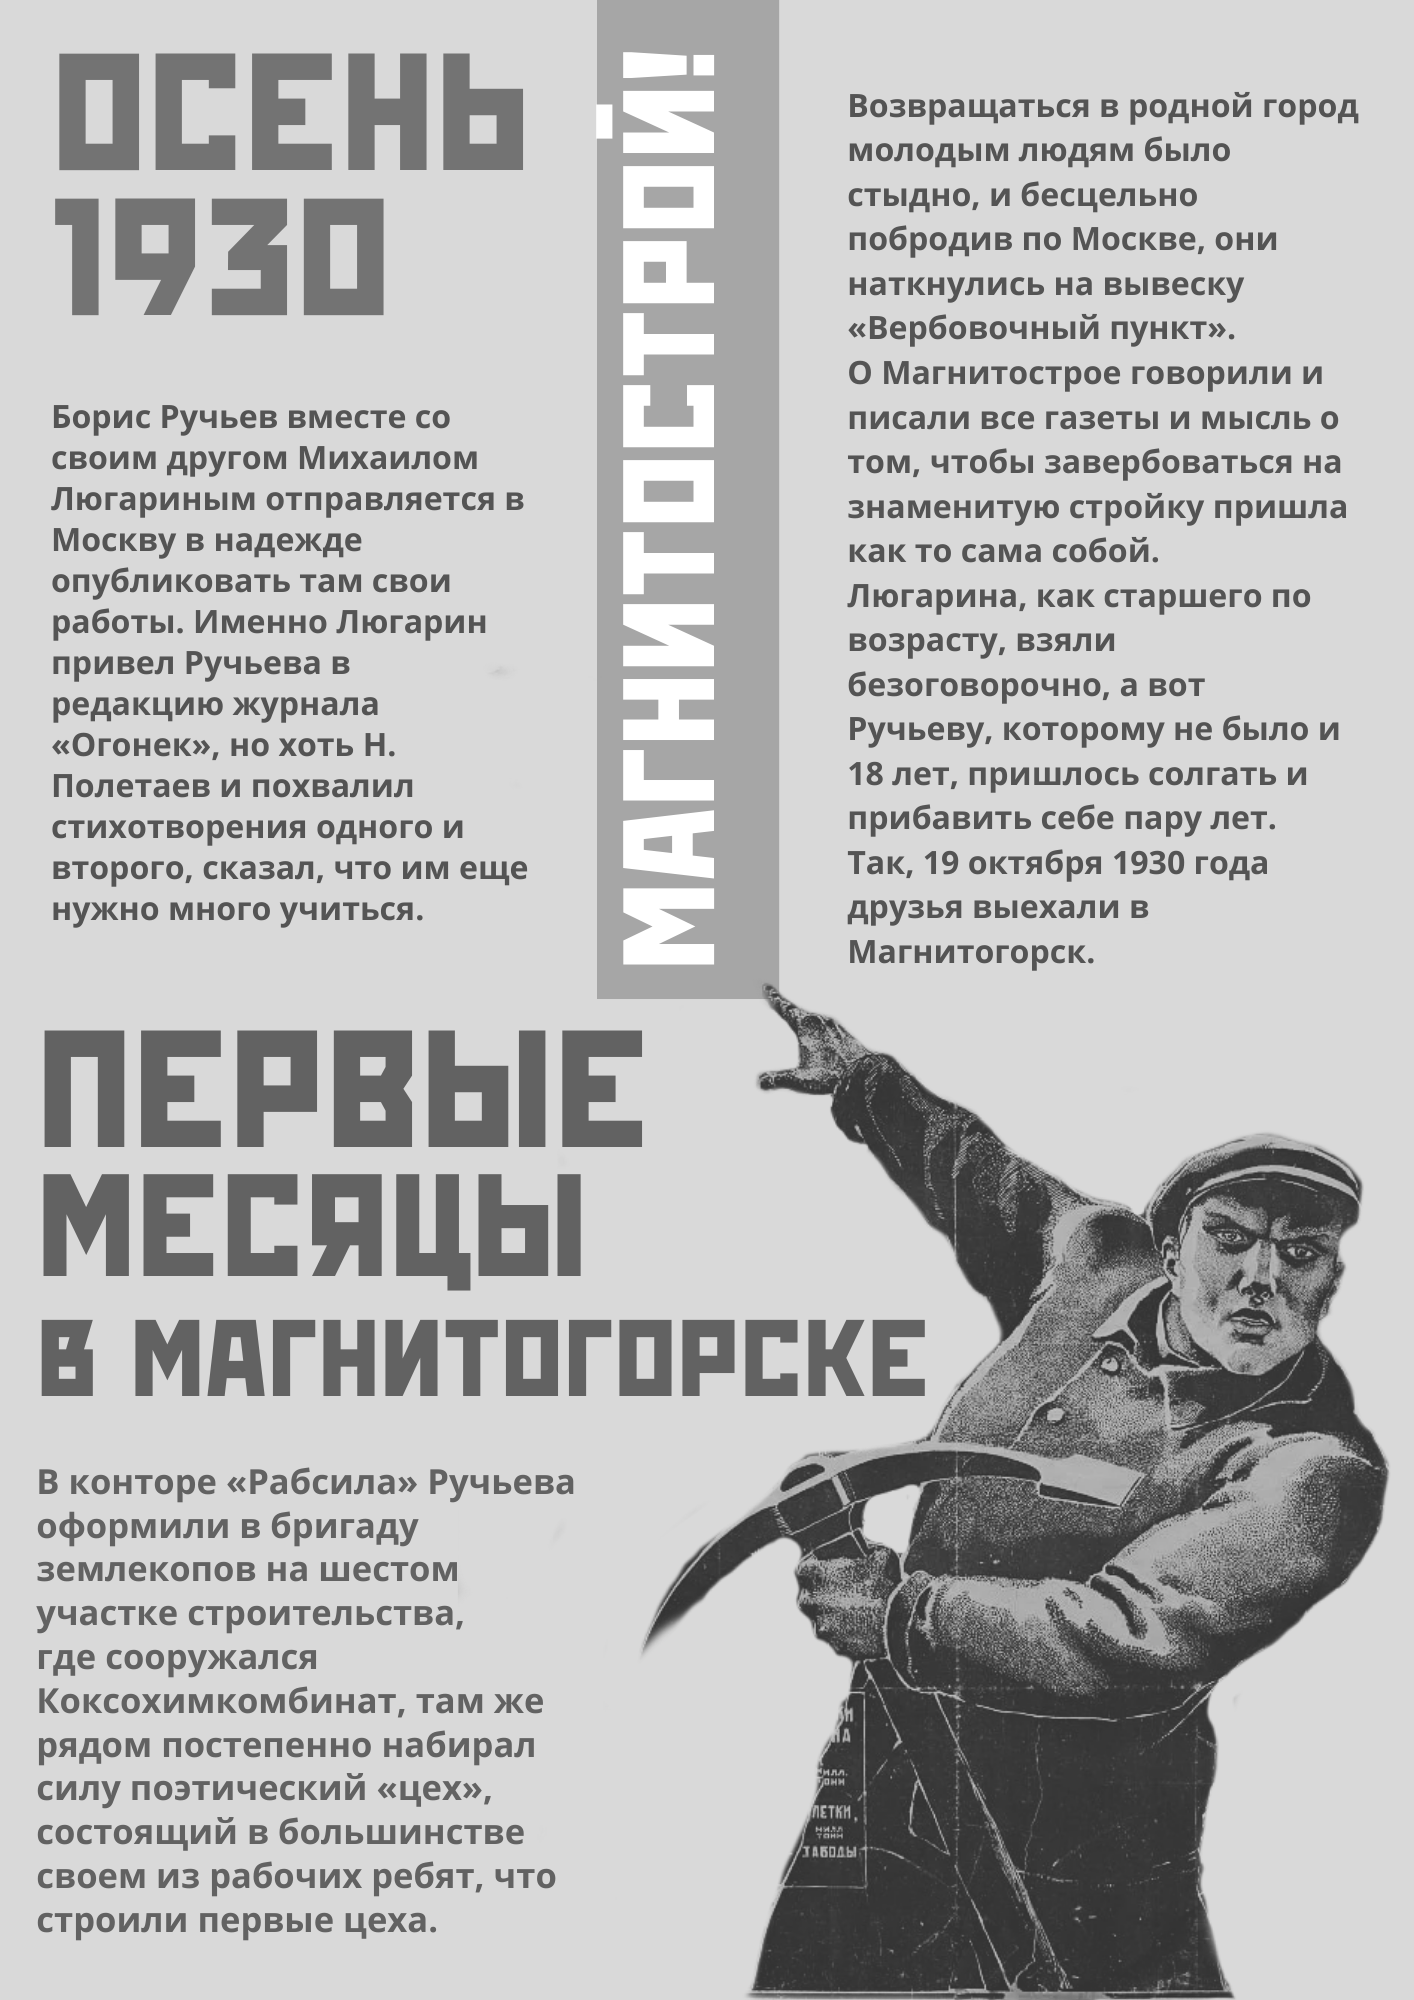 ОСЕНЬ
1930
Борис Ручьев вместе со
своим другом Михаилом
Люгариным отправляется в
Москву в надежде
опубликовать там свои
работы. Именно Люгарин
привел Ручьева в
редакцию журнала
«Огонек», но хоть Н.
Полетаев и похвалил
стихотворения одного и
второго, сказал, что им еще
нужно много учиться.
МАГНИТОСТРОЙ!
Возвращаться в родной город
молодым людям было
стыдно, и бесцельно
побродив по Москве, они
наткнулись на вывеску
«Вербовочный пункт».
О Магнитострое говорили и
писали все газеты и мысль о
том, чтобы завербоваться на
знаменитую стройку пришла
как то сама собой.
Люгарина, как старшего по
возрасту, взяли
безоговорочно, а вот
Ручьеву, которому не было и
18 лет, пришлось солгать и
прибавить себе пару лет.
Так, 19 октября 1930 года
друзья выехали в
Магнитогорск.
ПЕРВЫЕ
МЕСЯЦЫ
В МАГНИТОГОРСКЕ
В конторе «Рабсила» Ручьева
оформили в бригаду
землекопов на шестом
участке строительства,
где сооружался
Коксохимкомбинат, там же
рядом постепенно набирал
силу поэтический «цех»,
состоящий в большинстве
своем из рабочих ребят, что
строили первые цеха.
МИЛЛ.
ТОНН
ЛЕТКИ,
МИЛЛ
ТОНН
ЗАВОДЫ